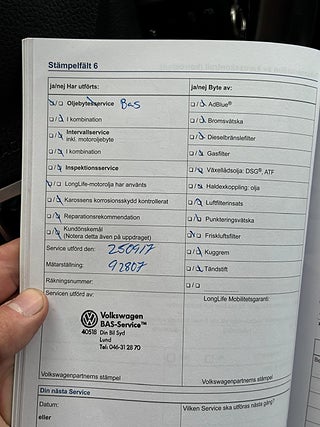 Stämpelfält 6
ja/nej Har utförts:
Oljebytesservice Bas
I kombination
Intervallservice
inkl. motoroljebyte
I kombination
Inspektionsservice
LongLife-motorolja har använts
Karossens korrosionsskydd kontrollerat
Reparationsrekommendation
Kundönskemål
(Notera detta även på uppdraget)
Service utförd den: 250917
Mätarställning: 92807
Räkningsnummer:
Servicen utförd av:
Volkswagen
BAS-Service™
40518 Din Bil Syd
Lund
Tel: 046-31 28 70
Volkswagenpartnerns stämpel
ja/nej Byte av:
AdBlue®
Bromsvätska
Dieselbränslefilter
Gasfilter
Växellådsolja: DSG®, ATF
Haldexkoppling: olja
Luftfilterinsats
Punkteringsvätska
Friskluftsfilter
Kuggrem
Tändstift
LongLife Mobilitetsgaranti:
Volkswagenpartnerns stämpel
Din nästa Service
Datum:
eller
Vilken Service ska utföras nästa gång?